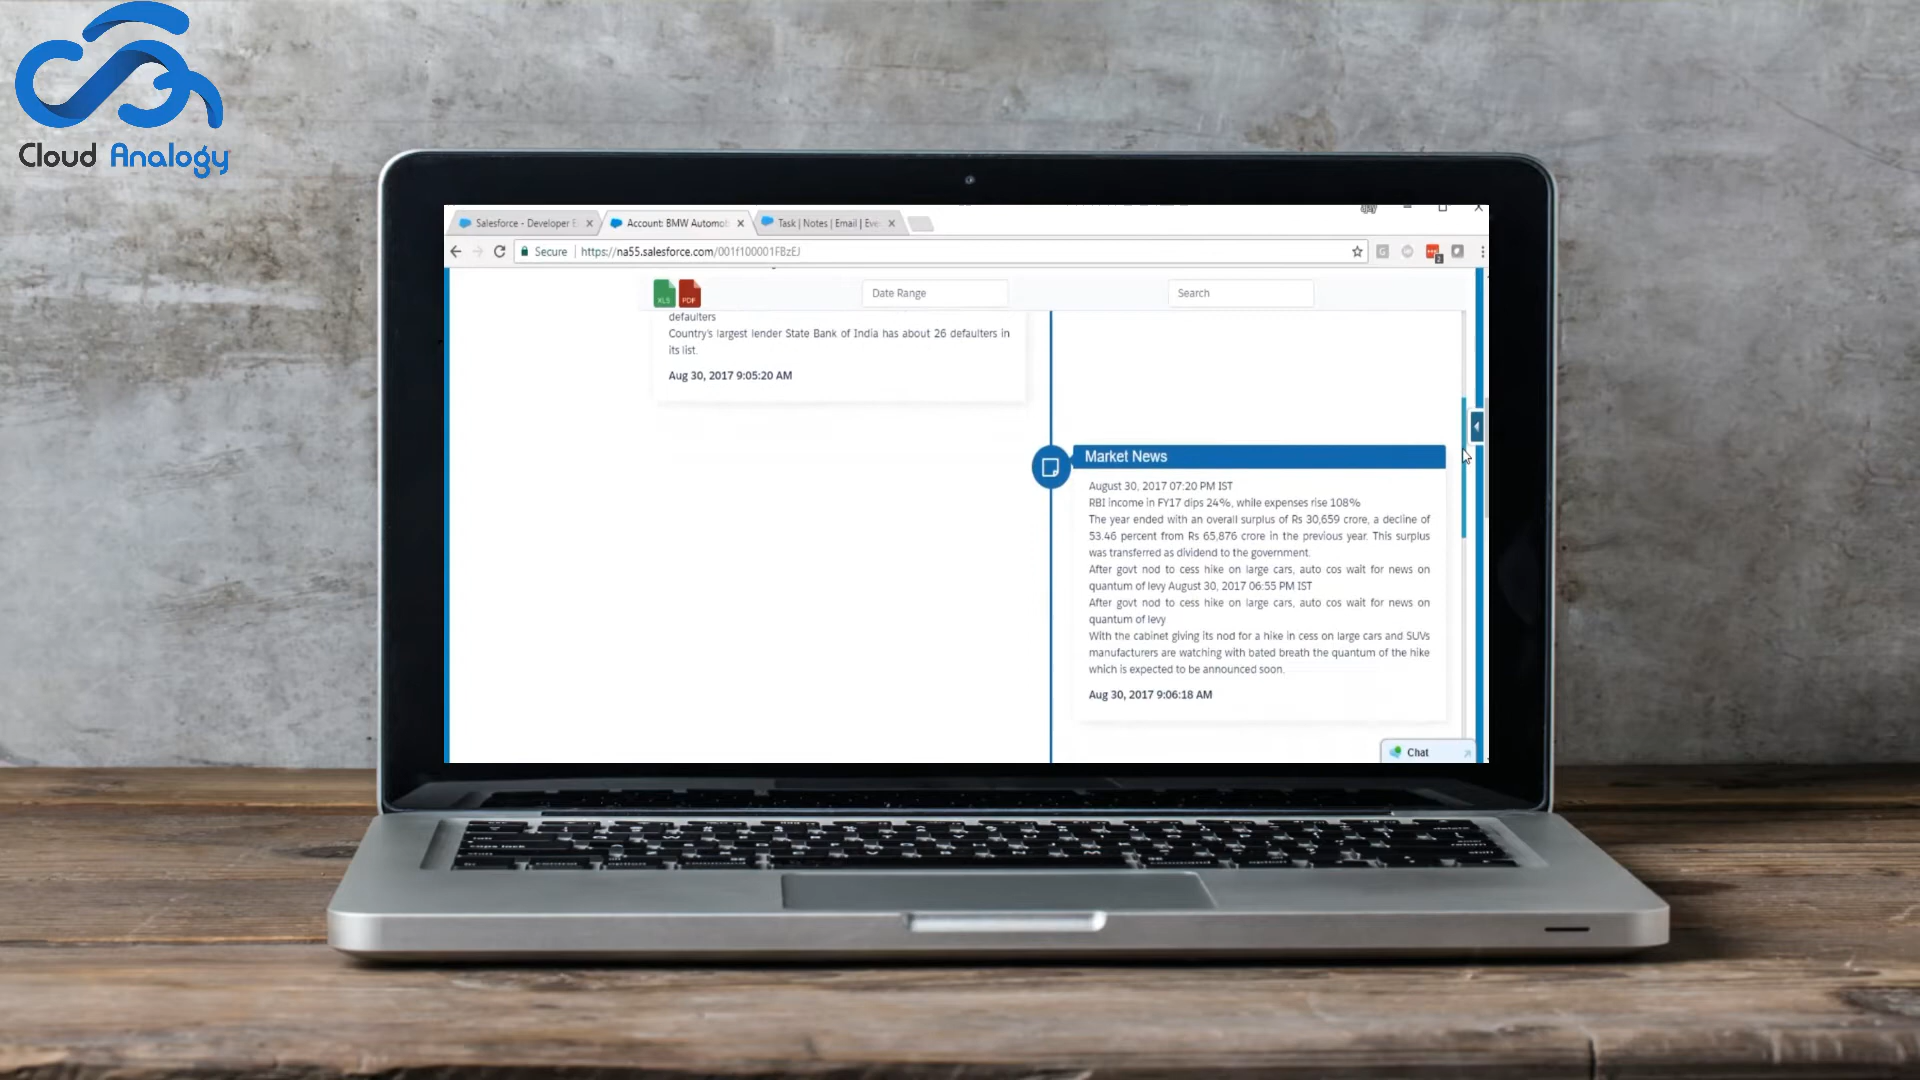 Cloud Analogy
Salesforce - Developer E
Account: BMW Automob
Task | Notes | Email | Eve
Secure
https://na55.salesforce.com/001f100001FBzEJ
XLS
PDF
Date Range
Search
defaulters
Country's largest lender State Bank of India has about 26 defaulters in
its list.
Aug 30, 2017 9:05:20 AM
Market News
August 30, 2017 07:20 PM IST
RBI income in FY17 dips 24%, while expenses rise 108%
The year ended with an overall surplus of Rs 30,659 crore, a decline of
53.46 percent from Rs 65,876 crore in the previous year. This surplus
was transferred as dividend to the government.
After govt nod to cess hike on large cars, auto cos wait for news on
quantum of levy August 30, 2017 06:55 PM IST
After govt nod to cess hike on large cars, auto cos wait for news on
quantum of levy
With the cabinet giving its nod for a hike in cess on large cars and SUVs
manufacturers are watching with bated breath the quantum of the hike
which is expected to be announced soon.
Aug 30, 2017 9:06:18 AM
Chat